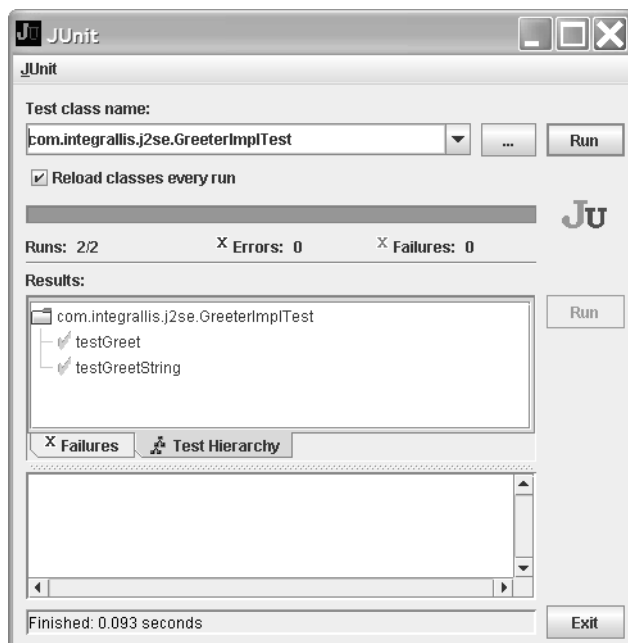 JU JUnit
JUnit
Test class name:
com.integrallis.j2se.GreeterImplTest ... Run
Reload classes every run
JU
Runs: 2/2 X Errors: 0 X Failures: 0
Results:
com.integrallis.j2se.GreeterImplTest Run
testGreet
testGreetString
X Failures Test Hierarchy
Finished: 0.093 seconds Exit